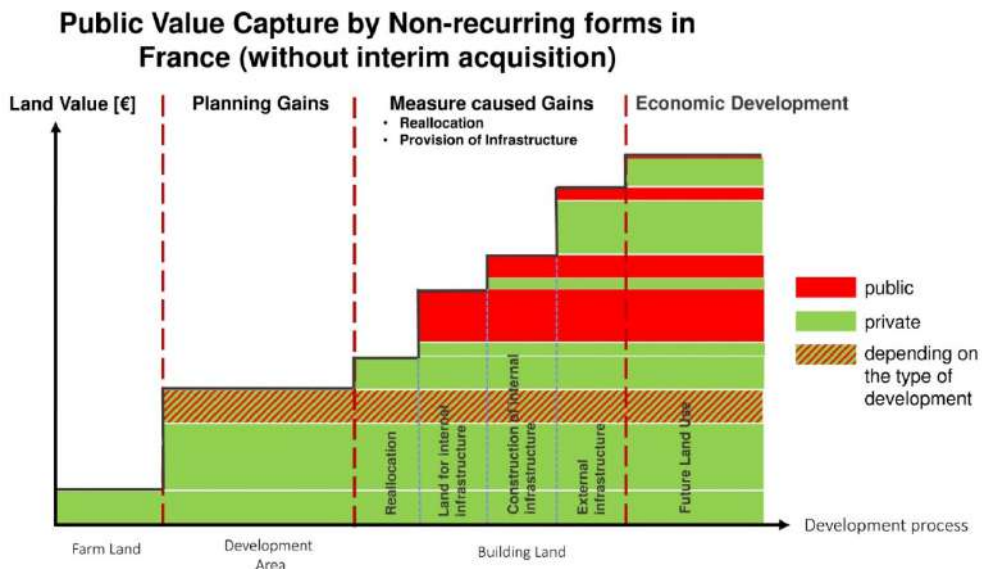 Public Value Capture by Non-recurring forms in
France (without interim acquisition)
Land Value [€]
Planning Gains
Measure caused Gains
• Reallocation
• Provision of Infrastructure
Economic Development
public
private
depending on
the type of
development
Reallocation
Land for internal
infrastructure
Construction of internal
infrastructure
External
infrastructure
Future Land Use
Development process
Farm Land
Development
Area
Building Land